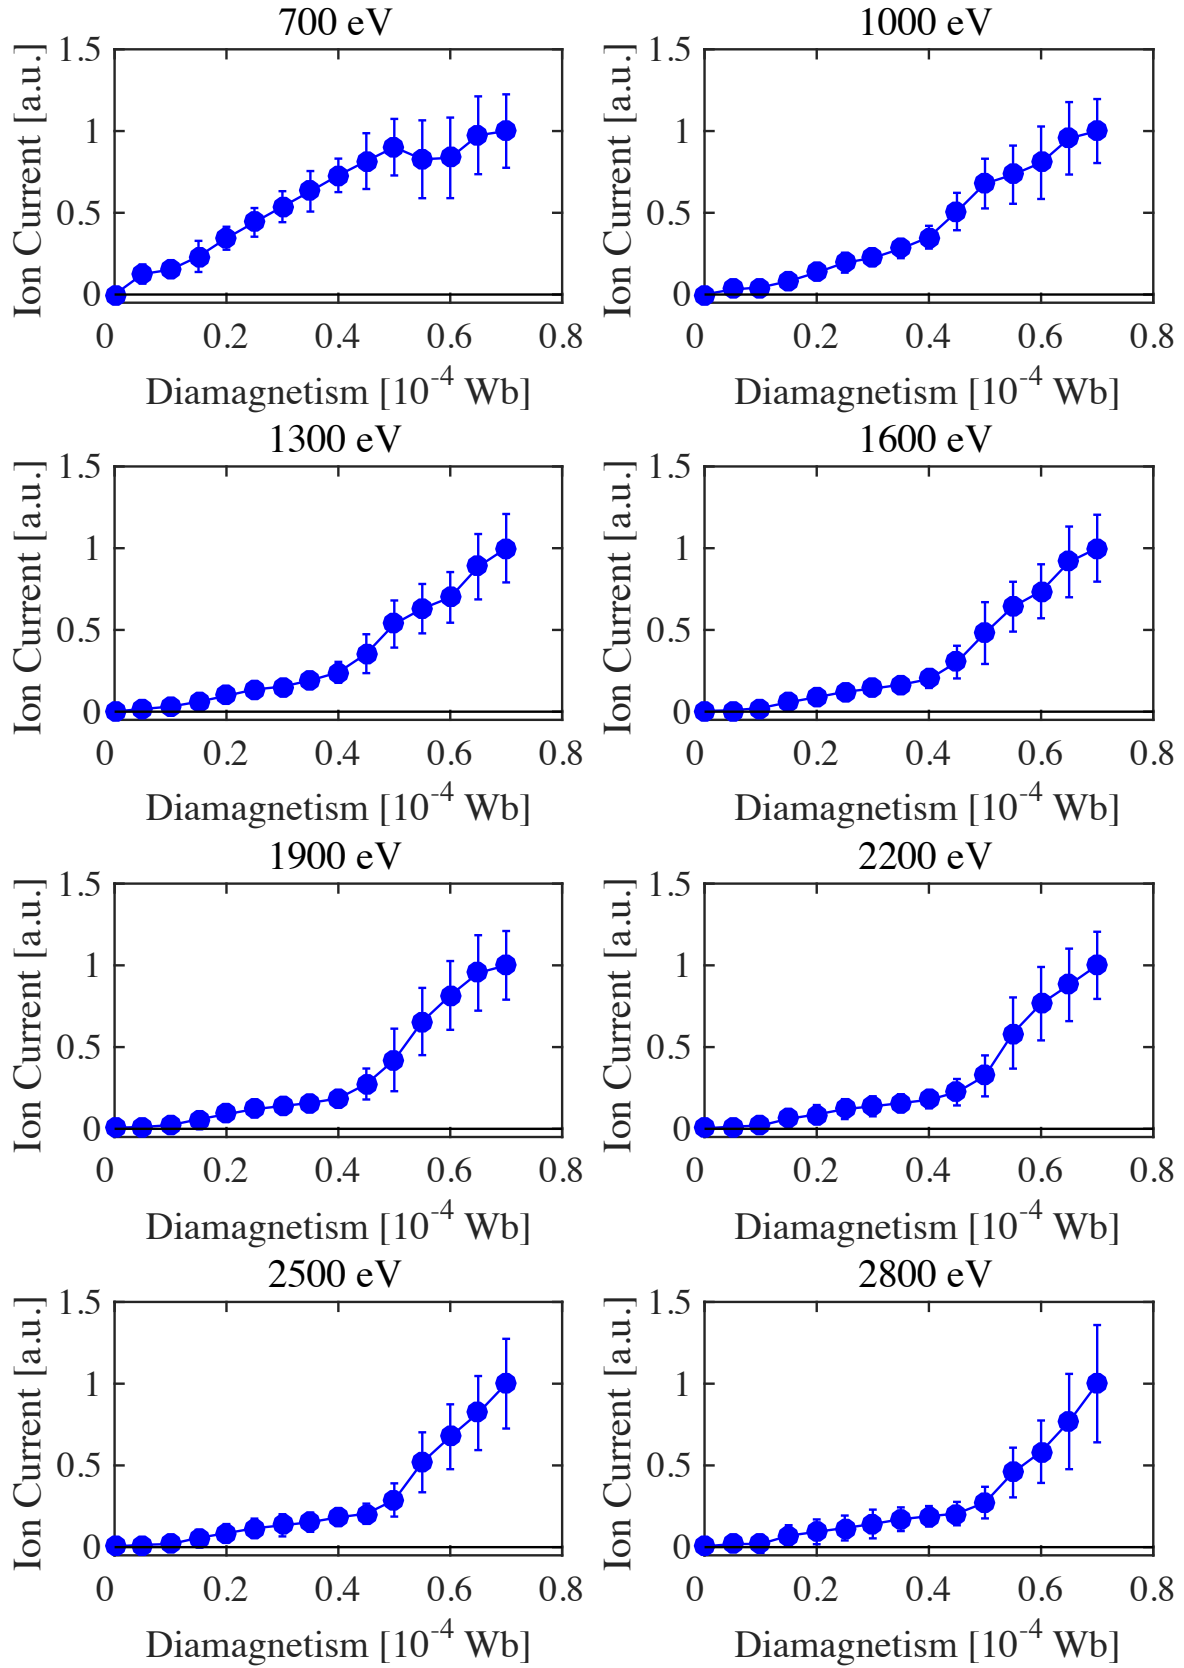 700 eV
1.5
1
0.5
0
Ion Current [a.u.]
0 0.2 0.4 0.6 0.8
Diamagnetism [10⁻⁴ Wb]
1000 eV
1.5
1
0.5
0
Ion Current [a.u.]
0 0.2 0.4 0.6 0.8
Diamagnetism [10⁻⁴ Wb]
1300 eV
1.5
1
0.5
0
Ion Current [a.u.]
0 0.2 0.4 0.6 0.8
Diamagnetism [10⁻⁴ Wb]
1600 eV
1.5
1
0.5
0
Ion Current [a.u.]
0 0.2 0.4 0.6 0.8
Diamagnetism [10⁻⁴ Wb]
1900 eV
1.5
1
0.5
0
Ion Current [a.u.]
0 0.2 0.4 0.6 0.8
Diamagnetism [10⁻⁴ Wb]
2200 eV
1.5
1
0.5
0
Ion Current [a.u.]
0 0.2 0.4 0.6 0.8
Diamagnetism [10⁻⁴ Wb]
2500 eV
1.5
1
0.5
0
Ion Current [a.u.]
0 0.2 0.4 0.6 0.8
Diamagnetism [10⁻⁴ Wb]
2800 eV
1.5
1
0.5
0
Ion Current [a.u.]
0 0.2 0.4 0.6 0.8
Diamagnetism [10⁻⁴ Wb]